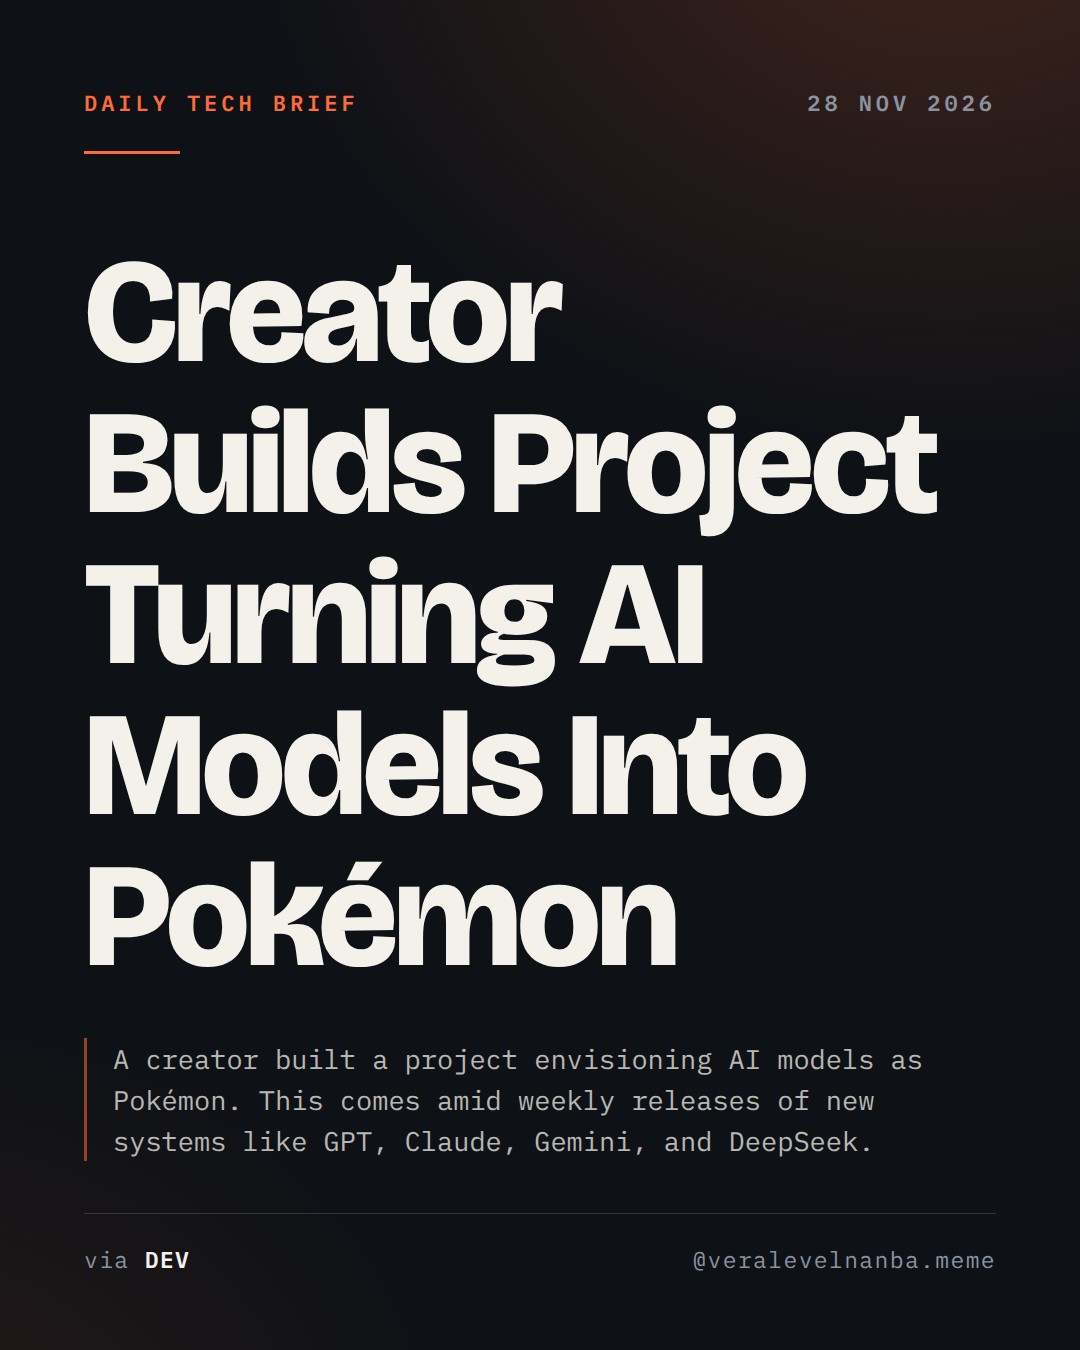 DAILY TECH BRIEF
28 NOV 2026
Creator
Builds Project
Turning AI
Models Into
Pokémon
A creator built a project envisioning AI models as
Pokémon. This comes amid weekly releases of new
systems like GPT, Claude, Gemini, and DeepSeek.
via DEV
@veralevelnanba.meme